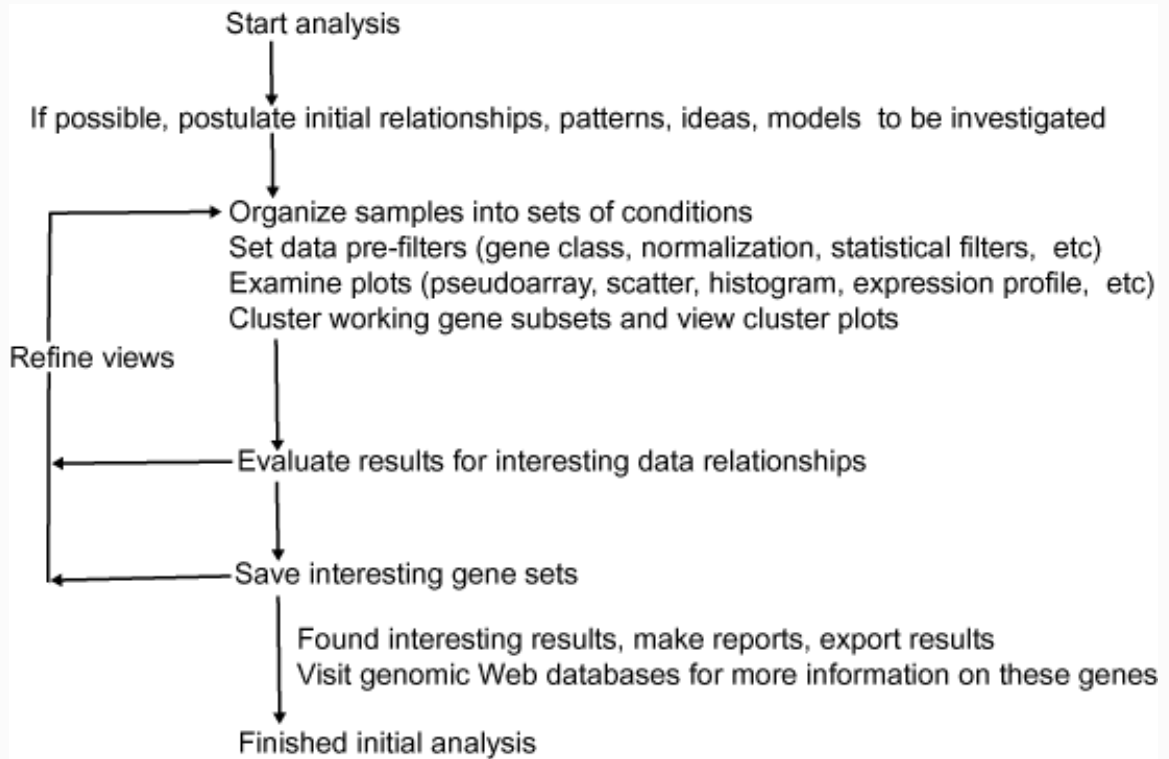 Start analysis
If possible, postulate initial relationships, patterns, ideas, models  to be investigated
Organize samples into sets of conditions
Set data pre-filters (gene class, normalization, statistical filters,  etc)
Examine plots (pseudoarray, scatter, histogram, expression profile,  etc)
Cluster working gene subsets and view cluster plots
Refine views
Evaluate results for interesting data relationships
Save interesting gene sets
Found interesting results, make reports, export results
Visit genomic Web databases for more information on these genes
Finished initial analysis